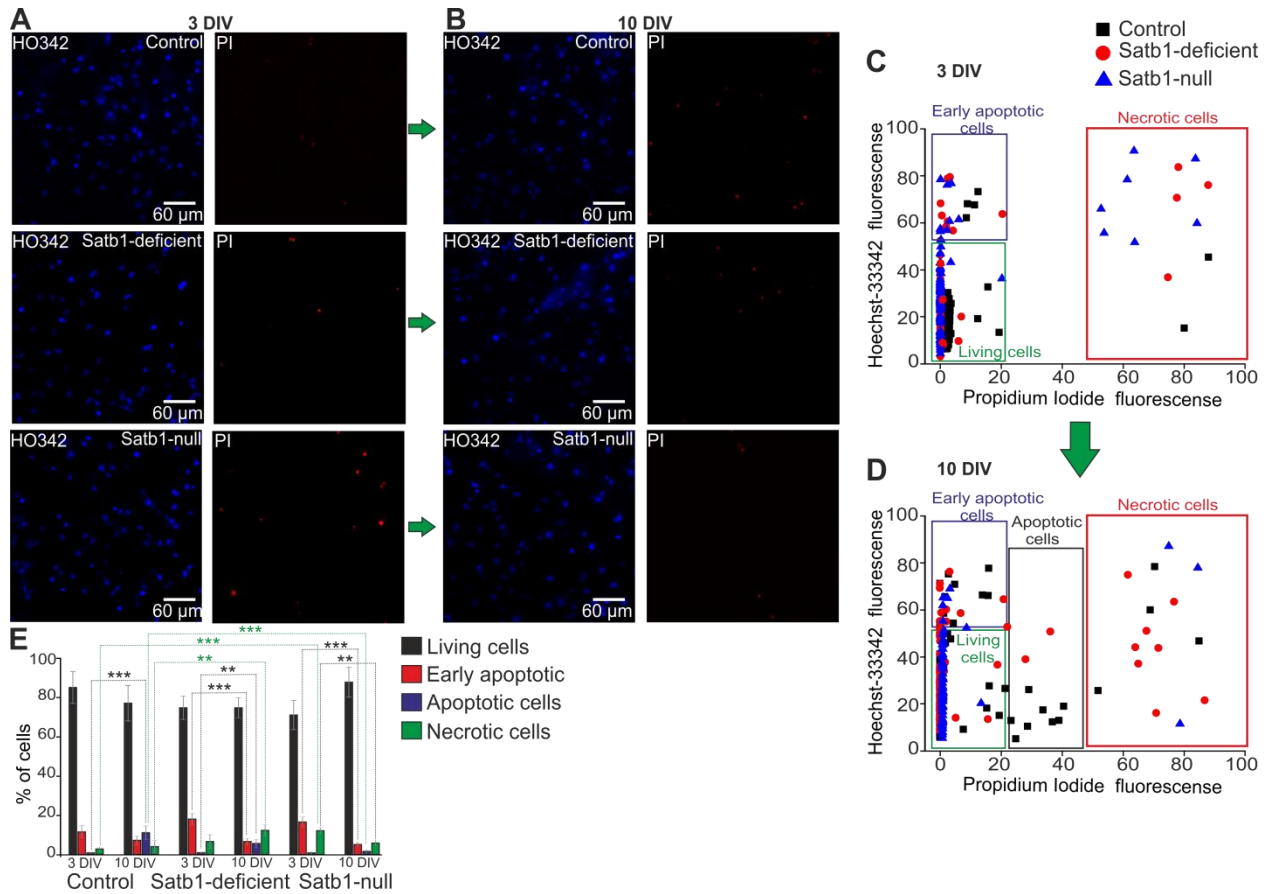 A
3 DIV
HO342
Control
PI
60 µm
HO342
Satb1-deficient
PI
60 µm
HO342
Satb1-null
PI
60 µm
B
10 DIV
HO342
Control
PI
60 µm
HO342
Satb1-deficient
PI
60 µm
HO342
Satb1-null
PI
60 µm
Control
Satb1-deficient
Satb1-null
C
3 DIV
Early apoptotic
cells
Necrotic cells
Living cells
Hoechst-33342 fluorescense
100
80
60
40
20
0
0
20
40
60
80
100
Propidium Iodide fluorescense
D
10 DIV
Early apoptotic
cells
Apoptotic
cells
Necrotic cells
Living
cells
Hoechst-33342 fluorescense
100
80
60
40
20
0
0
20
40
60
80
100
Propidium Iodide fluorescense
E
***
***
**
***
**
***
***
**
% of cells
100
80
60
40
20
0
3 DIV
10 DIV
3 DIV
10 DIV
3 DIV
10 DIV
Control
Satb1-deficient
Satb1-null
Living cells
Early apoptotic
Apoptotic cells
Necrotic cells